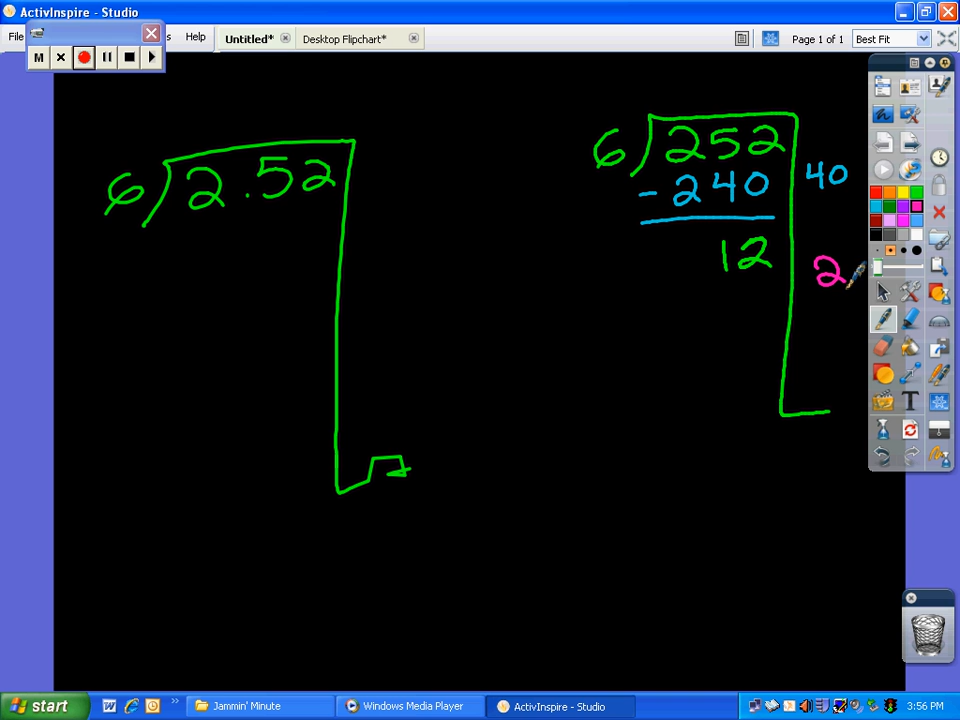 ActivInspire - Studio
File
s Help Untitled* Desktop Flipchart* Page 1 of 1 Best Fit
M
6 2.52
6 252 40
- 240
12
2
T
start Jammin' Minute Windows Media Player ActivInspire - Studio 3:56 PM